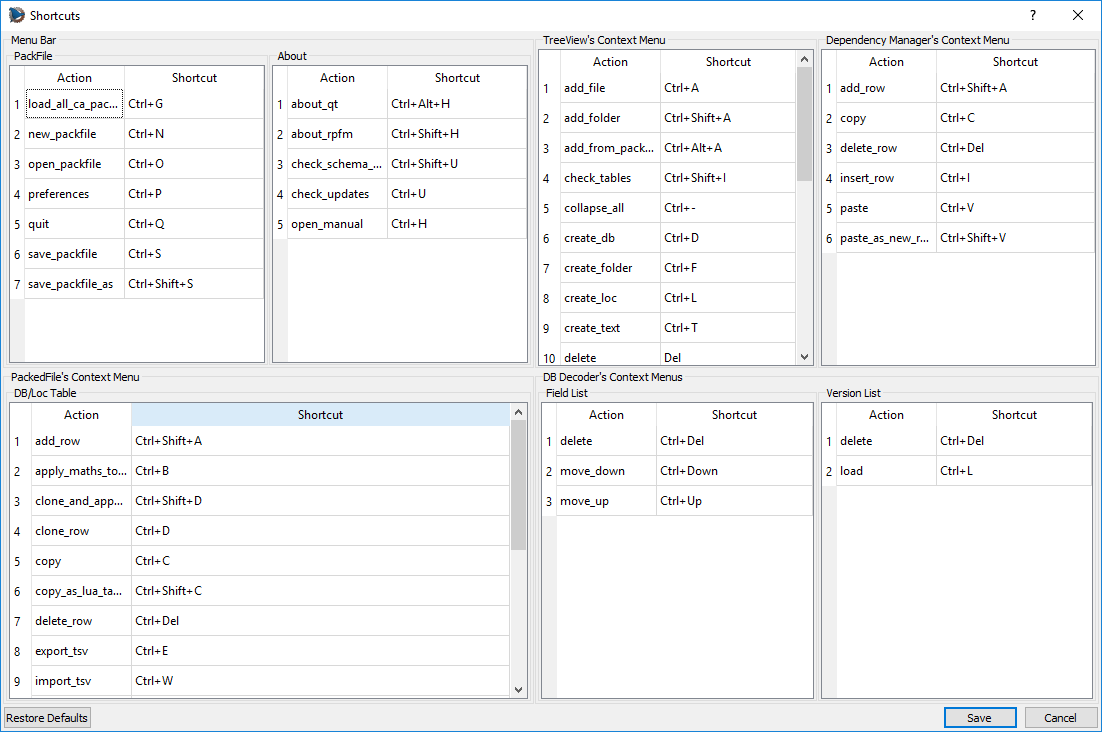 Shortcuts
?
Menu Bar
PackFile
Action Shortcut
1 load_all_ca_pac... Ctrl+G
2 new_packfile Ctrl+N
3 open_packfile Ctrl+O
4 preferences Ctrl+P
5 quit Ctrl+Q
6 save_packfile Ctrl+S
7 save_packfile_as Ctrl+Shift+S
About
Action Shortcut
1 about_qt Ctrl+Alt+H
2 about_rpfm Ctrl+Shift+H
3 check_schema_... Ctrl+Shift+U
4 check_updates Ctrl+U
5 open_manual Ctrl+H
TreeView's Context Menu
Action Shortcut
1 add_file Ctrl+A
2 add_folder Ctrl+Shift+A
3 add_from_pack... Ctrl+Alt+A
4 check_tables Ctrl+Shift+I
5 collapse_all Ctrl+-
6 create_db Ctrl+D
7 create_folder Ctrl+F
8 create_loc Ctrl+L
9 create_text Ctrl+T
10 delete Del
Dependency Manager's Context Menu
Action Shortcut
1 add_row Ctrl+Shift+A
2 copy Ctrl+C
3 delete_row Ctrl+Del
4 insert_row Ctrl+I
5 paste Ctrl+V
6 paste_as_new_r... Ctrl+Shift+V
PackedFile's Context Menu
DB/Loc Table
Action Shortcut
1 add_row Ctrl+Shift+A
2 apply_maths_to... Ctrl+B
3 clone_and_app... Ctrl+Shift+D
4 clone_row Ctrl+D
5 copy Ctrl+C
6 copy_as_lua_ta... Ctrl+Shift+C
7 delete_row Ctrl+Del
8 export_tsv Ctrl+E
9 import_tsv Ctrl+W
DB Decoder's Context Menus
Field List
Action Shortcut
1 delete Ctrl+Del
2 move_down Ctrl+Down
3 move_up Ctrl+Up
Version List
Action Shortcut
1 delete Ctrl+Del
2 load Ctrl+L
Restore Defaults
Save
Cancel